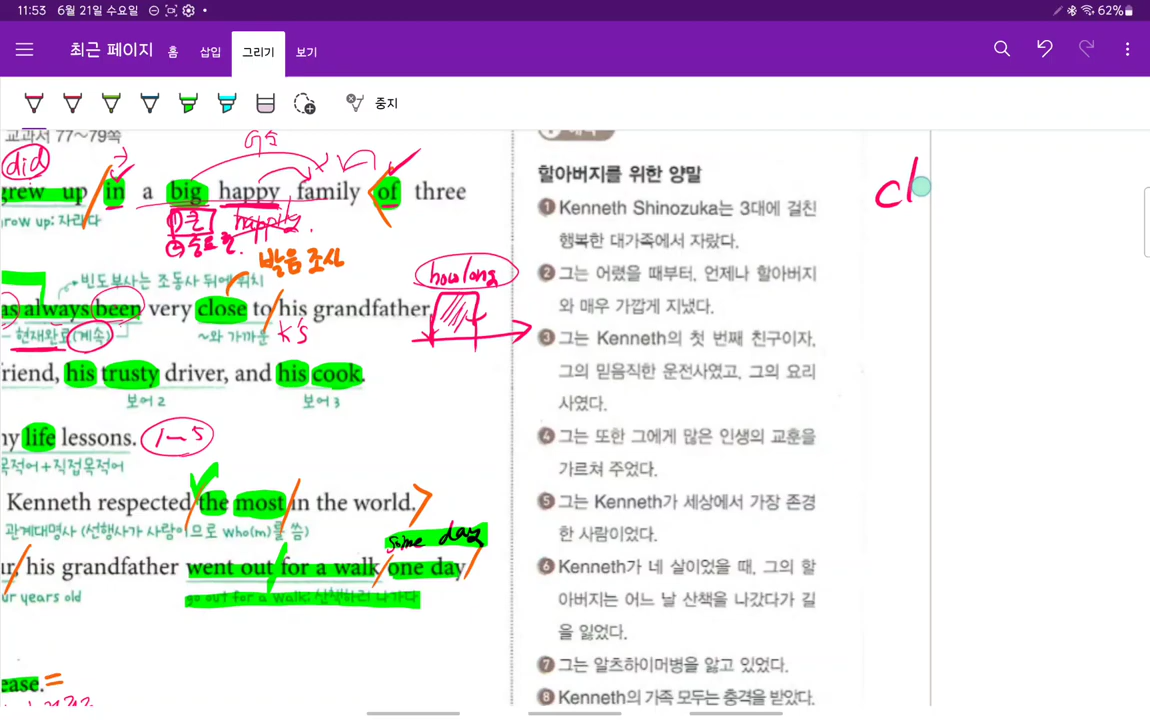 11:53 6월 21일 수요일 62%
최근 페이지 홈 삽입 그리기 보기
중지
교과서 77~79쪽
did
grew up in a big happy family of three
row up: 자라다
① 큰
happy.
발음 조사
빈도부사는 조동사 뒤에 위치
how long
as always been very close to his grandfather
현재완료(계속)
~와 가까운
k's
riend, his trusty driver, and his cook.
보어 2
보어 3
ny life lessons. 1-5
목적어+직접목적어
Kenneth respected the most in the world.
관계대명사 (선행사가 사람이므로 who(m)를 씀)
some day
ur, his grandfather went out for a walk one day
ur years old
go out for a walk: 산책하러 나가다
ease. =
할아버지를 위한 양말
① Kenneth Shinozuka는 3대에 걸친
행복한 대가족에서 자랐다.
② 그는 어렸을 때부터, 언제나 할아버지
와 매우 가깝게 지냈다.
③ 그는 Kenneth의 첫 번째 친구이자,
그의 믿음직한 운전사였고, 그의 요리
사였다.
④ 그는 또한 그에게 많은 인생의 교훈을
가르쳐 주었다.
⑤ 그는 Kenneth가 세상에서 가장 존경
한 사람이었다.
⑥ Kenneth가 네 살이었을 때, 그의 할
아버지는 어느 날 산책을 나갔다가 길
을 잃었다.
⑦ 그는 알츠하이머병을 앓고 있었다.
⑧ Kenneth의 가족 모두는 충격을 받았다.
cl